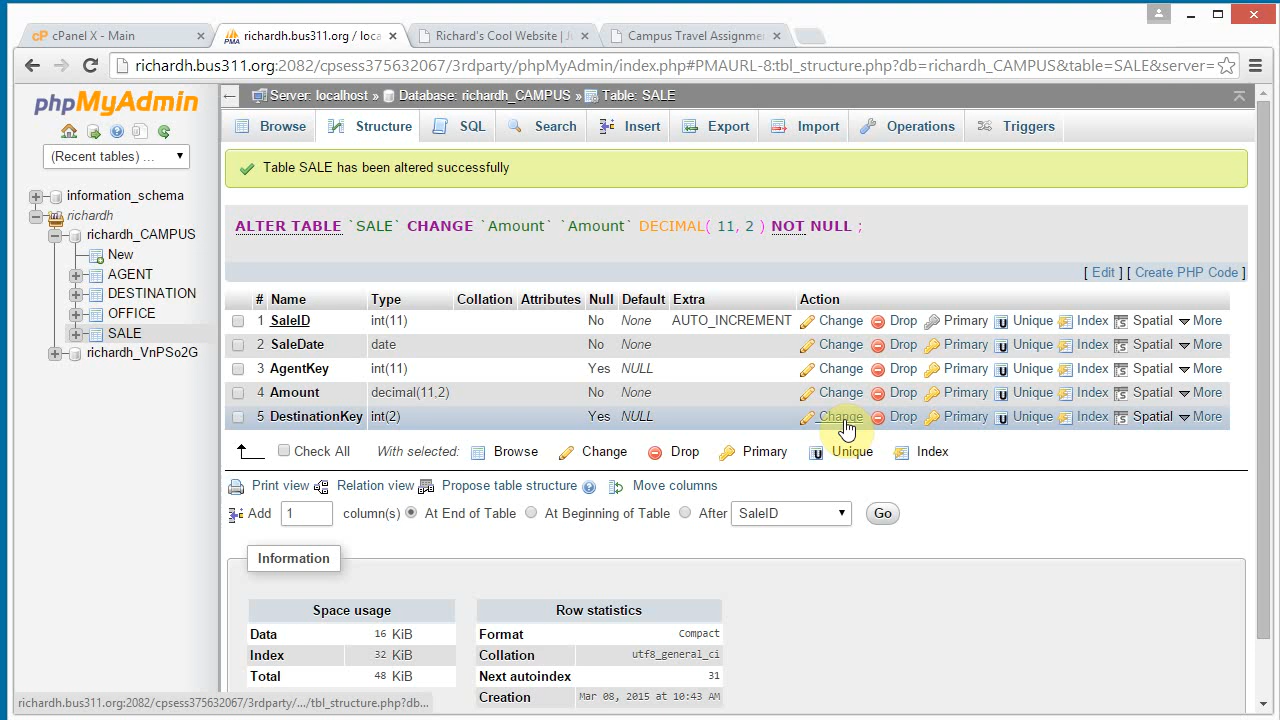 cPanel X - Main
richardh.bus311.org / loca
Richard's Cool Website | Ji
Campus Travel Assignme
richardh.bus311.org:2082/cpsess375632067/3rdparty/phpMyAdmin/index.php#PMAURL-8:tbl_structure.php?db=richardh_CAMPUS&table=SALE&server=
phpMyAdmin
(Recent tables) ...
information_schema
richardh
richardh_CAMPUS
New
AGENT
DESTINATION
OFFICE
SALE
richardh_VnPSo2G
Server: localhost » Database: richardh_CAMPUS » Table: SALE
Browse Structure SQL Search Insert Export Import Operations Triggers
Table SALE has been altered successfully
ALTER TABLE `SALE` CHANGE `Amount` `Amount` DECIMAL( 11, 2 ) NOT NULL ;
[ Edit ] [ Create PHP Code ]
# Name Type Collation Attributes Null Default Extra Action
1 SaleID int(11) No None AUTO_INCREMENT Change Drop Primary Unique Index Spatial More
2 SaleDate date No None Change Drop Primary Unique Index Spatial More
3 AgentKey int(11) Yes NULL Change Drop Primary Unique Index Spatial More
4 Amount decimal(11,2) No None Change Drop Primary Unique Index Spatial More
5 DestinationKey int(2) Yes NULL Change Drop Primary Unique Index Spatial More
Check All With selected: Browse Change Drop Primary Unique Index
Print view Relation view Propose table structure Move columns
Add 1 column(s) At End of Table At Beginning of Table After SaleID Go
Information
Space usage
Data 16 KiB
Index 32 KiB
Total 48 KiB
Row statistics
Format Compact
Collation utf8_general_ci
Next autoindex 31
Creation Mar 08, 2015 at 10:43 AM
richardh.bus311.org:2082/cpsess375632067/3rdparty/.../tbl_structure.php?db...